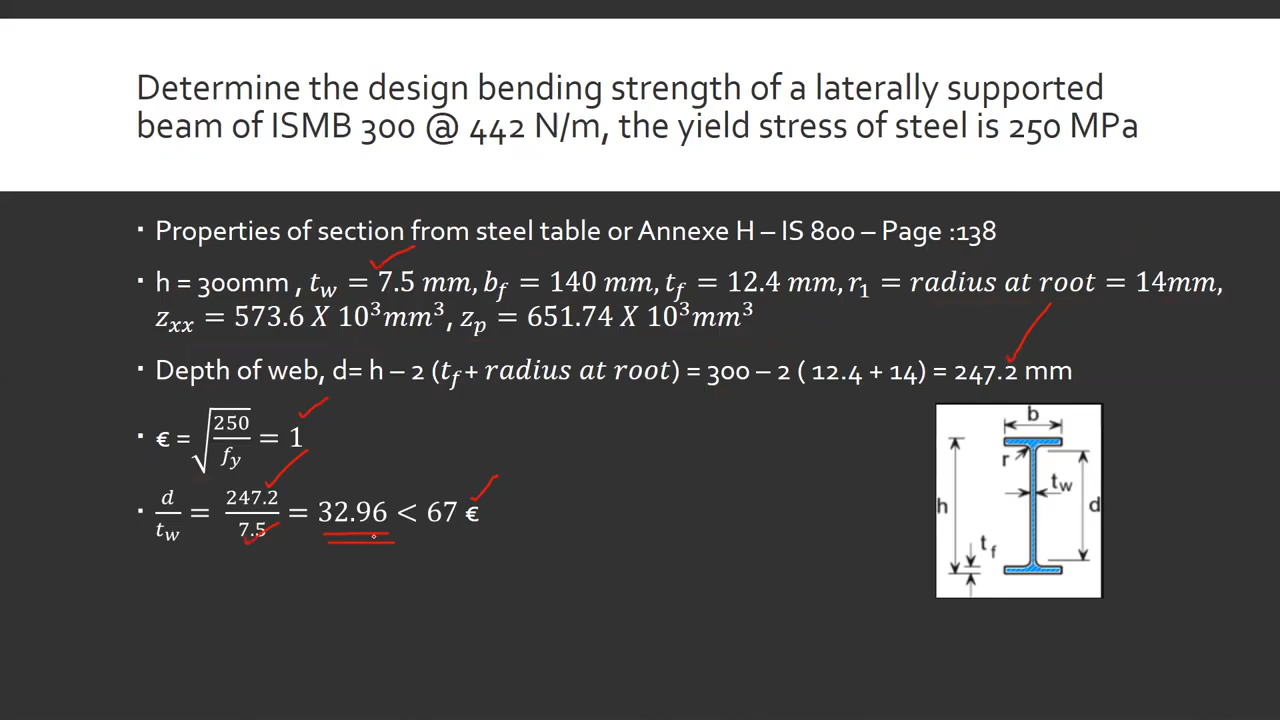 Determine the design bending strength of a laterally supported
beam of ISMB 300 @ 442 N/m, the yield stress of steel is 250 MPa
▪ Properties of section from steel table or Annexe H – IS 800 – Page :138
▪ h = 300mm , t_w = 7.5 mm, b_f = 140 mm, t_f = 12.4 mm, r_1 = radius at root = 14mm,
z_xx = 573.6 X 10^3 mm^3, z_p = 651.74 X 10^3 mm^3
▪ Depth of web, d= h – 2 (t_f + radius at root) = 300 – 2 ( 12.4 + 14) = 247.2 mm
▪ € = √(250/f_y) = 1
▪ d/t_w = 247.2/7.5 = 32.96 < 67 €
b
r
t_w
h
d
t_f